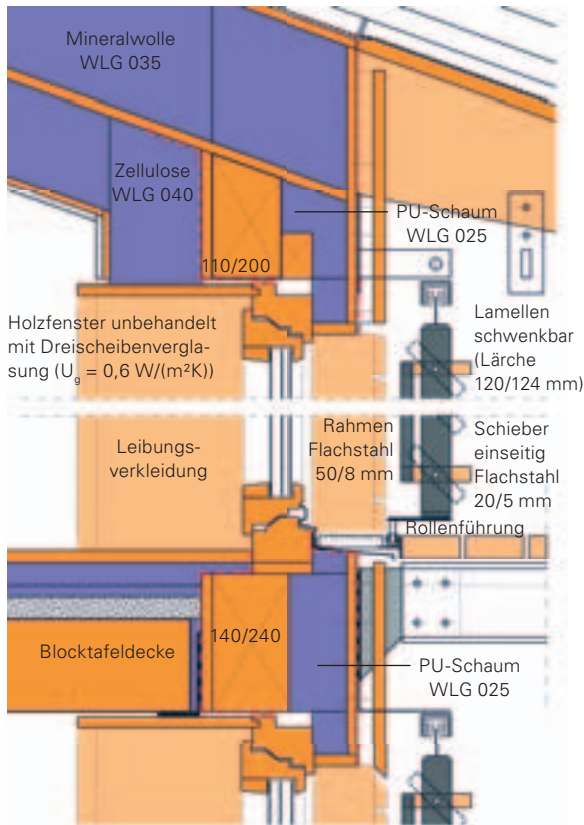 Mineralwolle
WLG 035
Zellulose
WLG 040
PU-Schaum
WLG 025
110/200
Holzfenster unbehandelt
mit Dreischeibenvergla-
sung (Ug = 0,6 W/(m²K))
Lamellen
schwenkbar
(Lärche
120/124 mm)
Leibungs-
verkleidung
Rahmen
Flachstahl
50/8 mm
Schieber
einseitig
Flachstahl
20/5 mm
Rollenführung
140/240
Blocktafeldecke
PU-Schaum
WLG 025